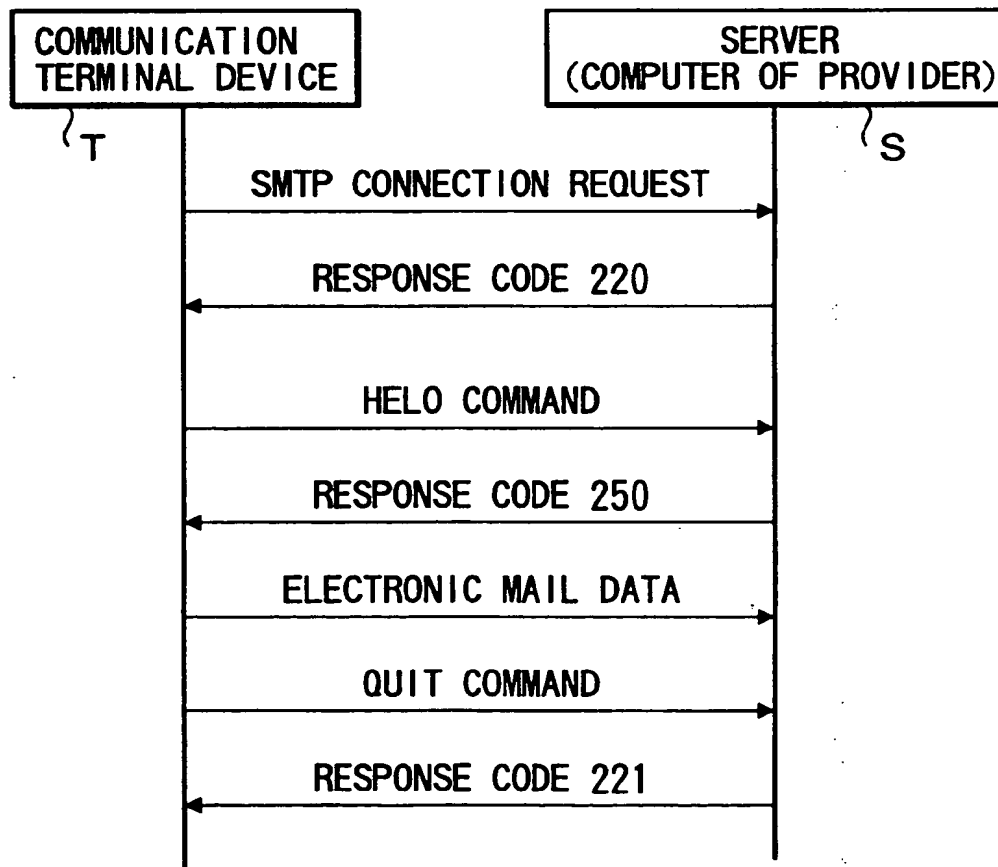 COMMUNICATION
TERMINAL DEVICE
SERVER
(COMPUTER OF PROVIDER)
T
S
SMTP CONNECTION REQUEST
RESPONSE CODE 220
HELO COMMAND
RESPONSE CODE 250
ELECTRONIC MAIL DATA
QUIT COMMAND
RESPONSE CODE 221